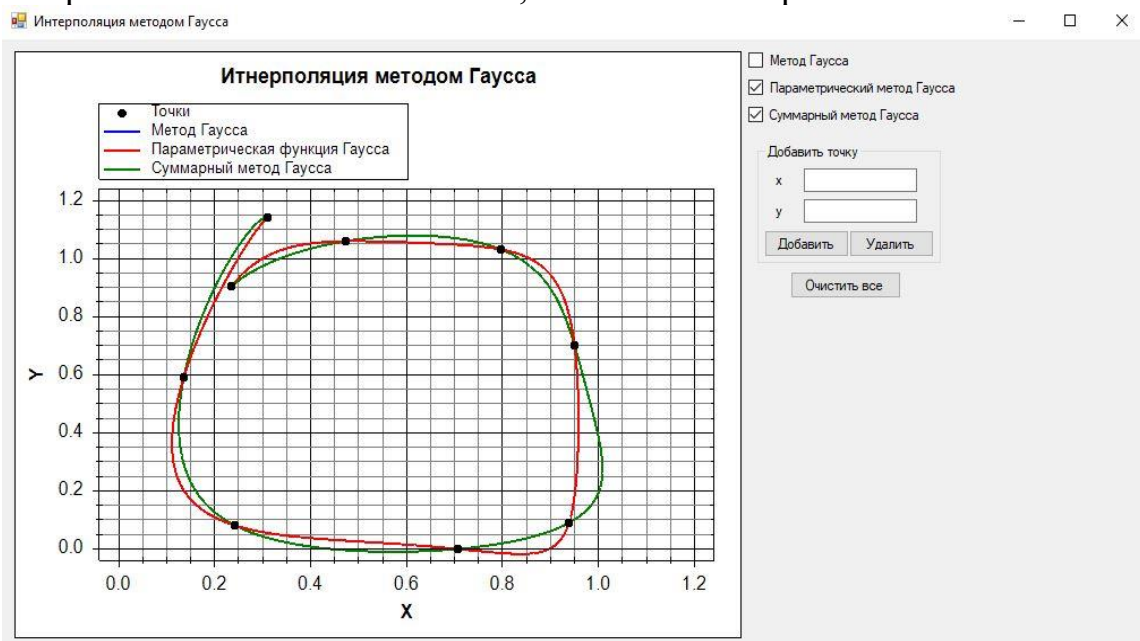 Интерполяция методом Гаусса
Итнерполяция методом Гаусса
Точки
Метод Гаусса
Параметрическая функция Гаусса
Суммарный метод Гаусса
1.2
1.0
0.8
0.6
0.4
0.2
0.0
Y
0.0 0.2 0.4 0.6 0.8 1.0 1.2
X
Метод Гаусса
Параметрический метод Гаусса
Суммарный метод Гаусса
Добавить точку
x
y
Добавить Удалить
Очистить все